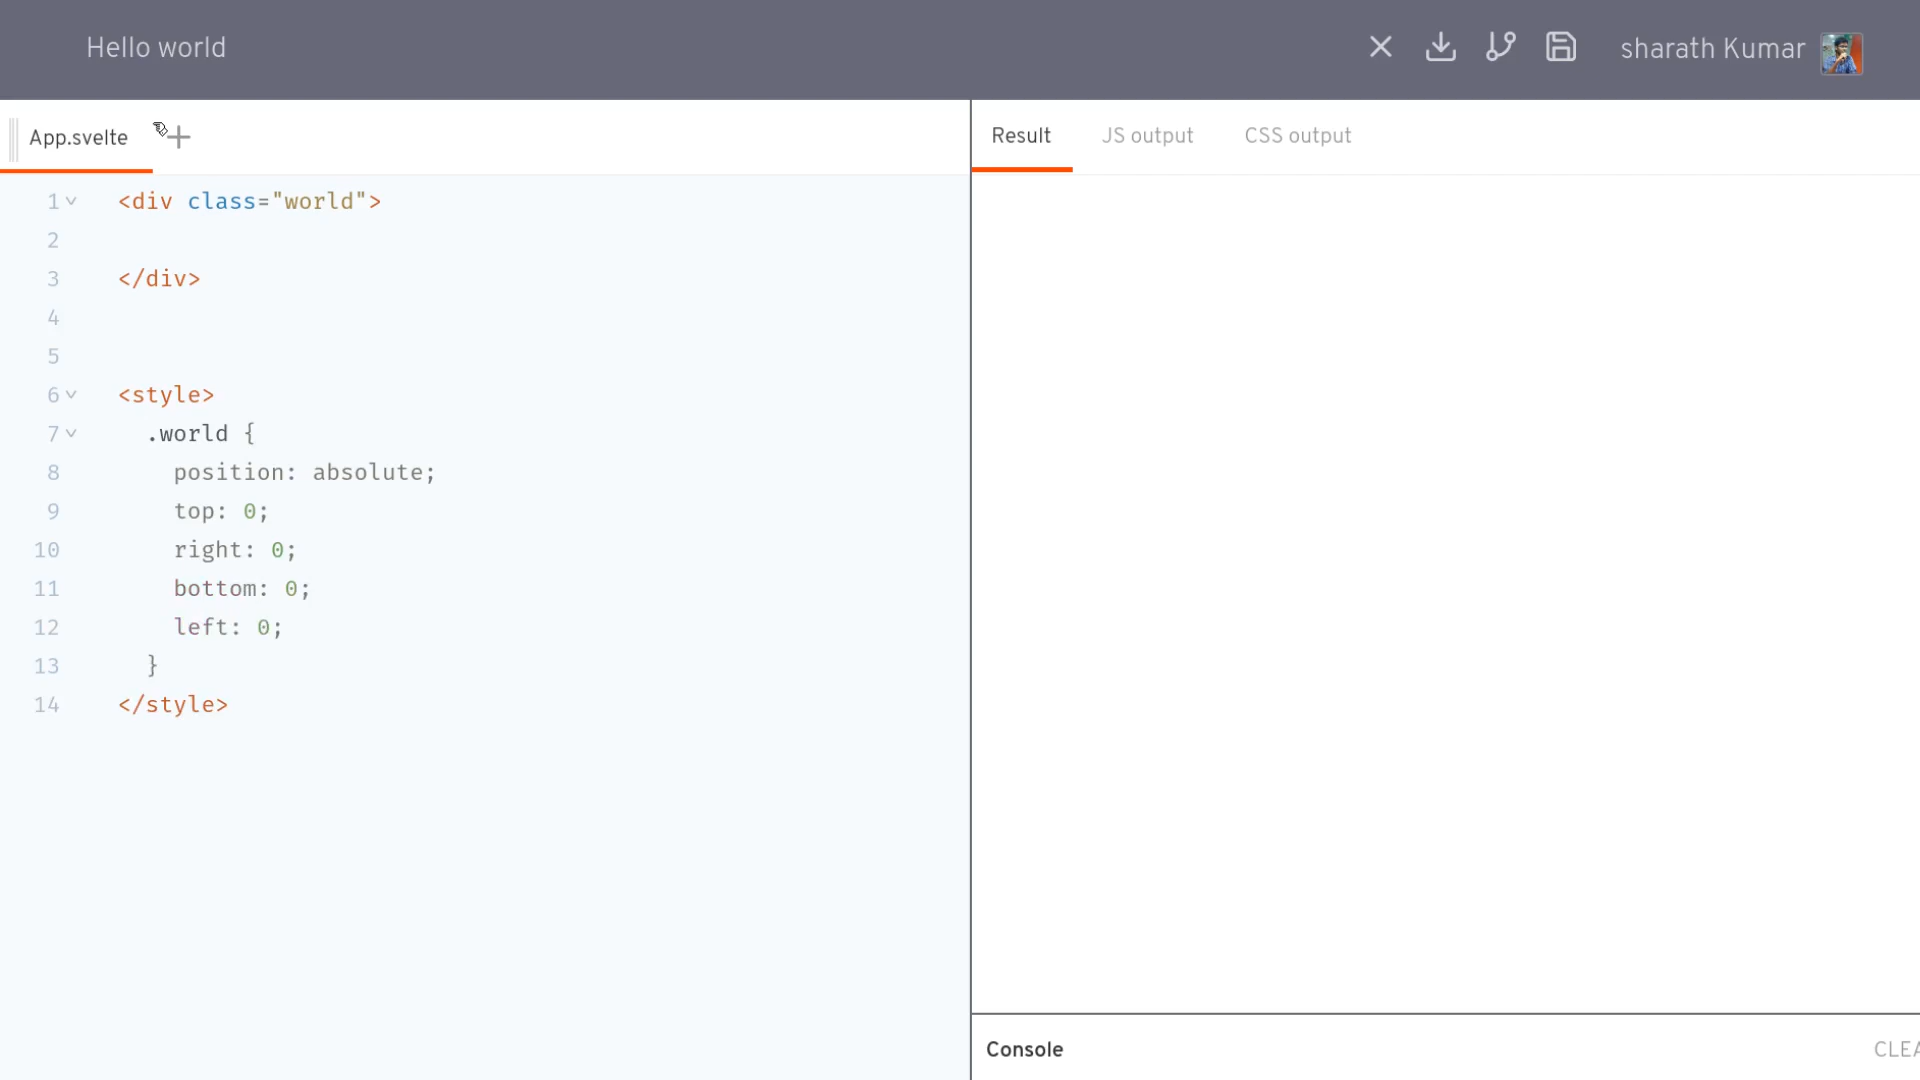 Hello world
sharath Kumar
App.svelte
Result JS output CSS output
1 <div class="world">
2
3 </div>
4
5
6 <style>
7 .world {
8 position: absolute;
9 top: 0;
10 right: 0;
11 bottom: 0;
12 left: 0;
13 }
14 </style>
Console
CLEA